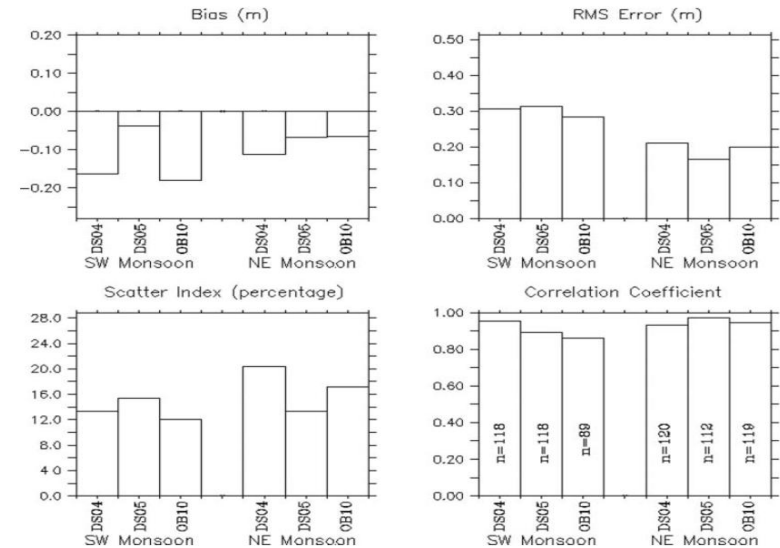 Bias (m)
0.20
0.10
0.00
−0.10
−0.20
DS04
DS05
OB10
DS04
DS05
OB10
SW Monsoon
NE Monsoon
RMS Error (m)
0.50
0.40
0.30
0.20
0.10
0.00
DS04
DS05
OB10
DS04
DS05
OB10
SW Monsoon
NE Monsoon
Scatter Index (percentage)
28.0
24.0
20.0
16.0
12.0
8.0
4.0
0.0
DS04
DS05
OB10
DS04
DS05
OB10
SW Monsoon
NE Monsoon
Correlation Coefficient
1.00
0.80
0.60
0.40
0.20
0.00
n=118
n=118
n=89
n=120
n=112
n=119
DS04
DS05
OB10
DS04
DS05
OB10
SW Monsoon
NE Monsoon